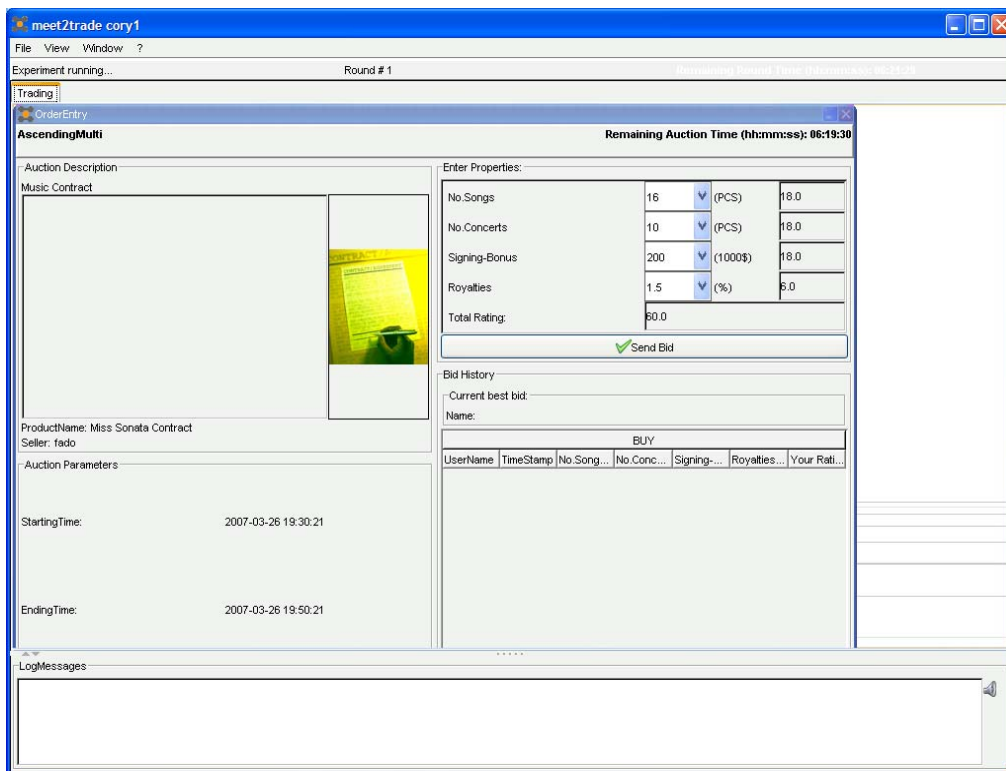 meet2trade cory1
File View Window ?
Experiment running... Round # 1
Trading
OrderEntry
AscendingMulti Remaining Auction Time (hh:mm:ss): 06:19:30
Auction Description
Music Contract
ProductName: Miss Sonata Contract
Seller: fado
Auction Parameters
StartingTime: 2007-03-26 19:30:21
EndingTime: 2007-03-26 19:50:21
Enter Properties:
No.Songs 16 (PCS) 18.0
No.Concerts 10 (PCS) 18.0
Signing-Bonus 200 (1000$) 18.0
Royalties 1.5 (%) 6.0
Total Rating: 60.0
Send Bid
Bid History
Current best bid:
Name:
BUY
UserName TimeStamp No.Song... No.Conc... Signing-... Royalties... Your Rati...
LogMessages